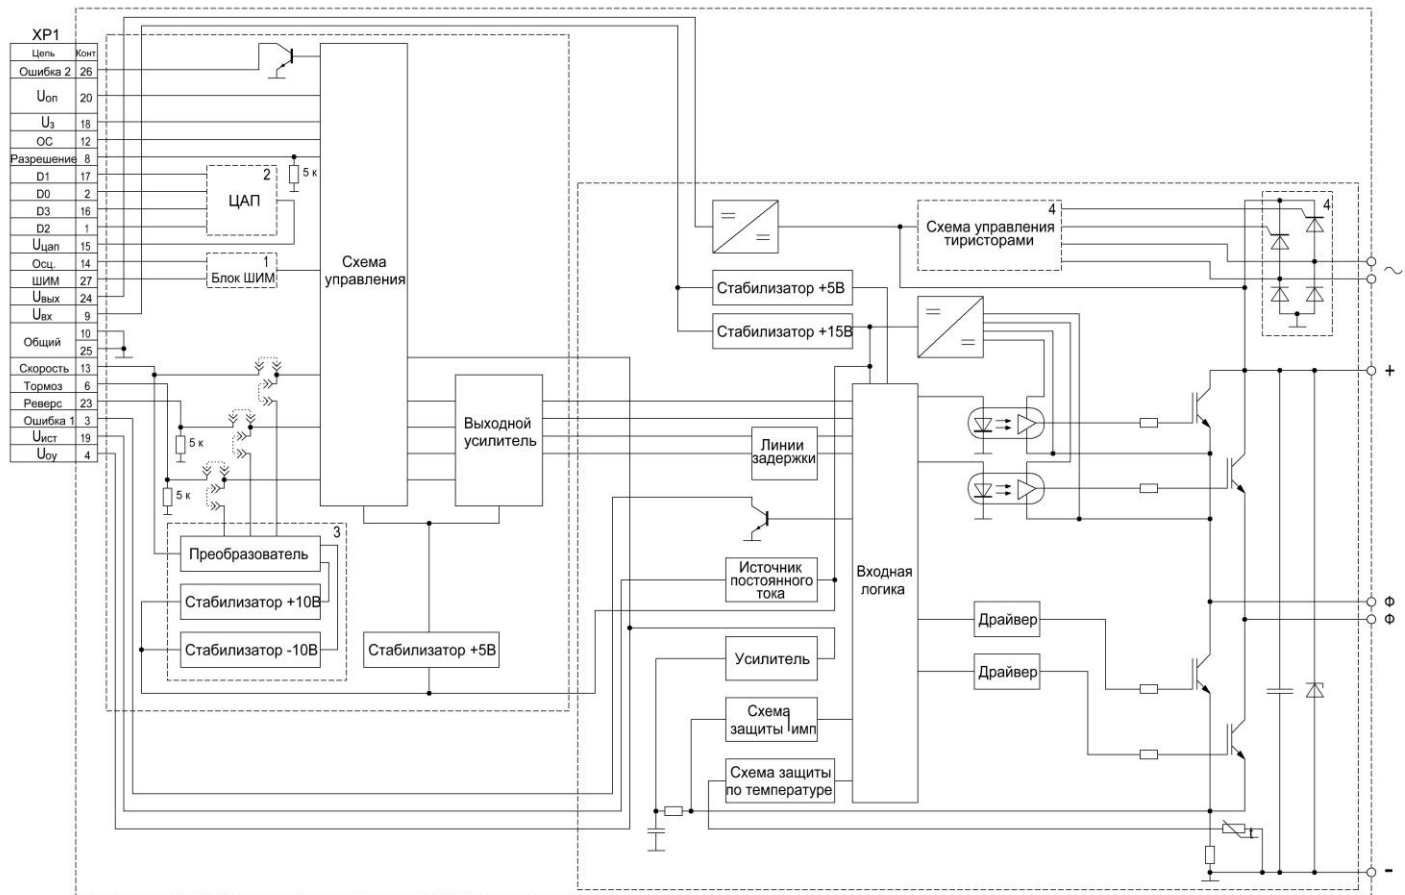 XP1
Цепь Конт
Ошибка 2 26
Uоп 20
Uз 18
ОС 12
Разрешение 8
D1 17
D0 2
D3 16
D2 1
Uцап 15
Осц. 14
ШИМ 27
Uвых 24
Uвх 9
Общий 10
25
Скорость 13
Тормоз 6
Реверс 23
Ошибка 1 3
Uист 19
Uоу 4
5 к
2
ЦАП
1
Блок ШИМ
Схема
управления
5 к
5 к
Выходной
усилитель
3
Преобразователь
Стабилизатор +10В
Стабилизатор -10В
Стабилизатор +5В
Стабилизатор +5В
Стабилизатор +15В
4
Схема управления
тиристорами
4
Линии
задержки
Источник
постоянного
тока
Усилитель
Схема
защиты Iимп
Схема защиты
по температуре
Входная
логика
Драйвер
Драйвер
t
~
+
Ф
Ф
-